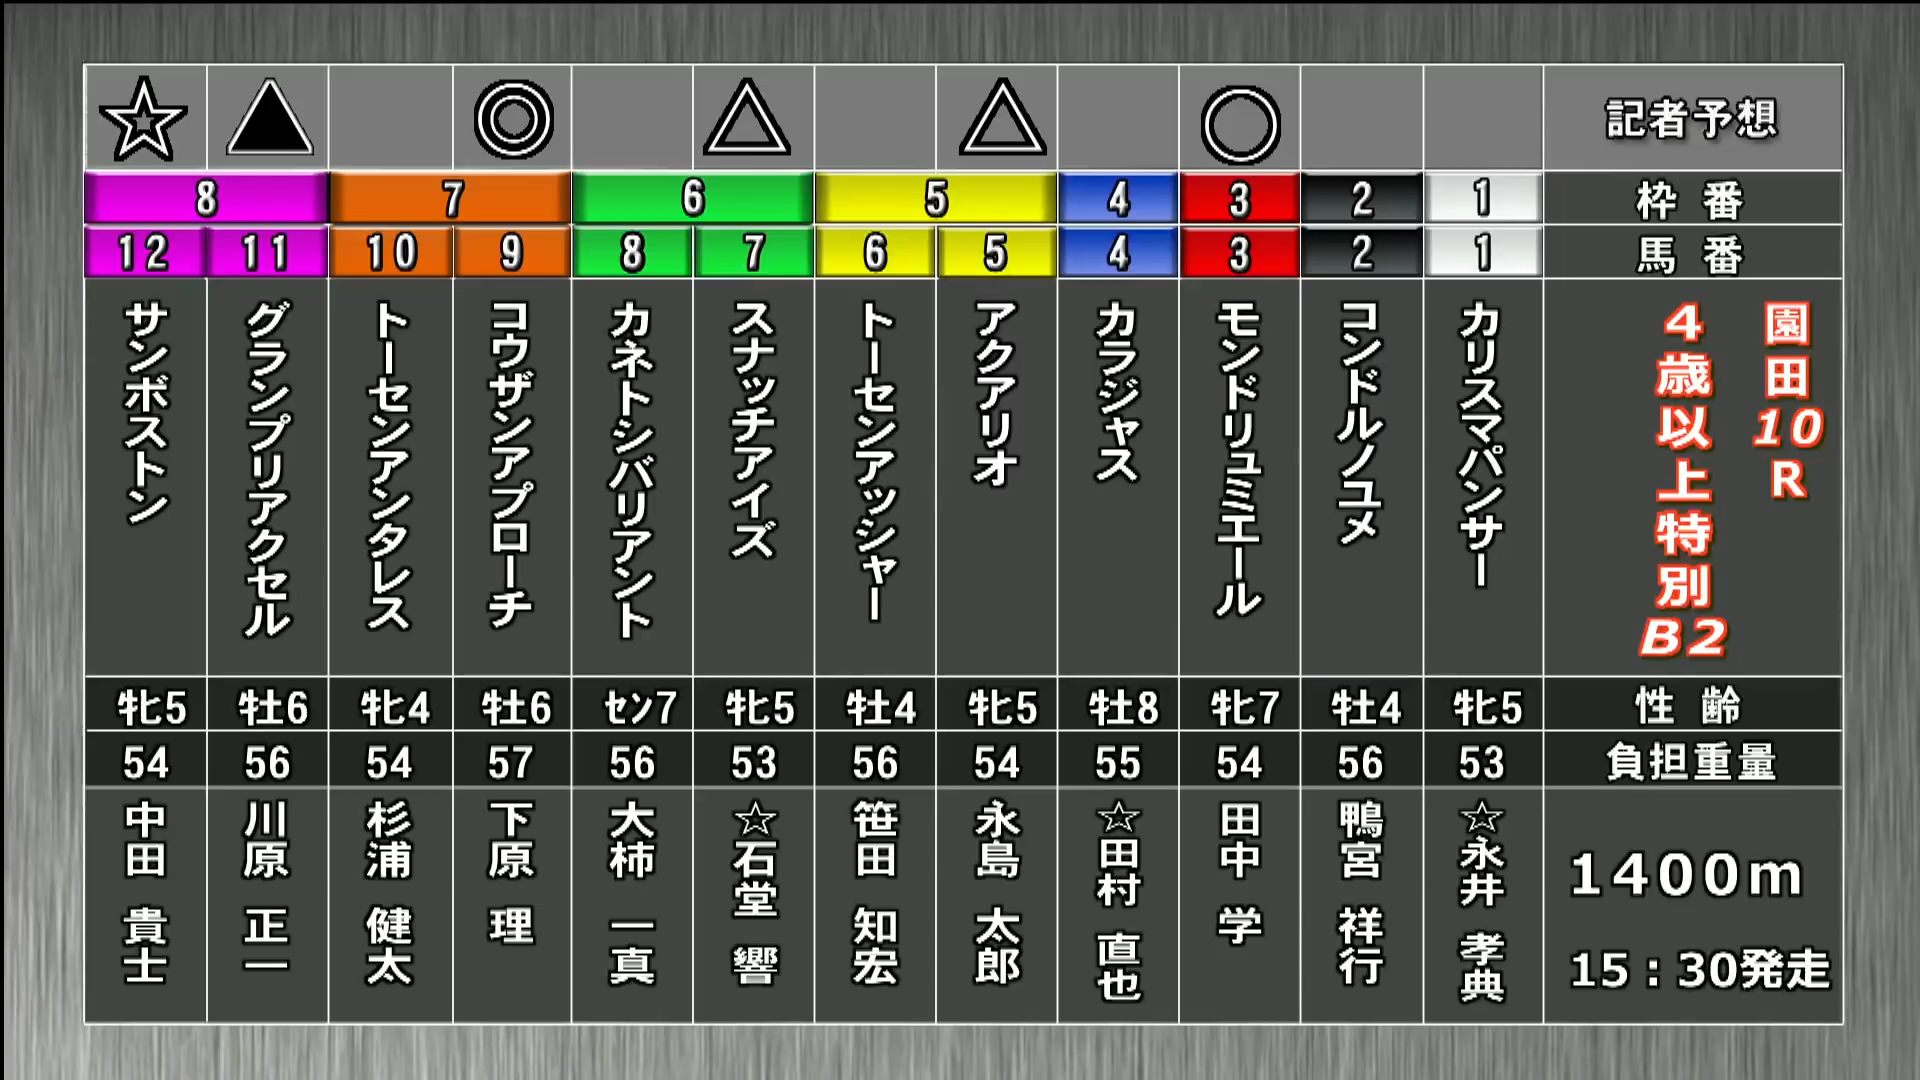 ☆ ▲ ◎ △ △ ○ 記者予想
8 7 6 5 4 3 2 1 枠番
12 11 10 9 8 7 6 5 4 3 2 1 馬番
園田10R
4歳以上特別B2
カリスマパンサー
コンドルノユメ
モンドリュミエール
カラジャス
アクアリオ
トーセンアッシャー
スナッチアイズ
カネトシバリアント
コウザンアプローチ
トーセンアンタレス
グランプリアクセル
サンボストン
牝5 牡6 牝4 牡6 セン7 牝5 牡4 牝5 牡8 牝7 牡4 牝5 性齢
54 56 54 57 56 53 56 54 55 54 56 53 負担重量
1400m
15:30発走
☆永井 孝典
鴨宮 祥行
田中 学
☆田村 直也
永島 太郎
笹田 知宏
☆石堂 響
大柿 一真
下原 理
杉浦 健太
川原 正一
中田 貴士